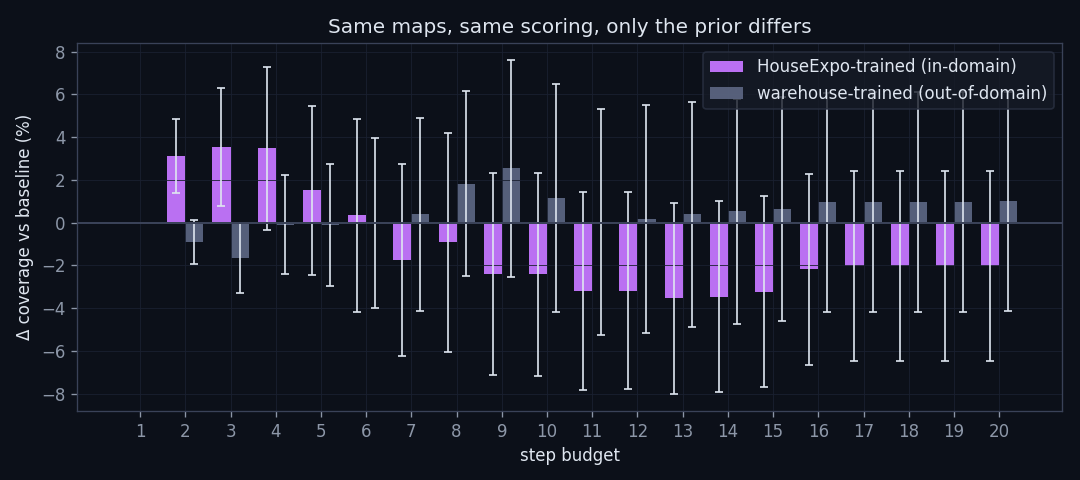 Same maps, same scoring, only the prior differs
HouseExpo-trained (in-domain)
warehouse-trained (out-of-domain)
Δ coverage vs baseline (%)
8
6
4
2
0
−2
−4
−6
−8
1 2 3 4 5 6 7 8 9 10 11 12 13 14 15 16 17 18 19 20
step budget